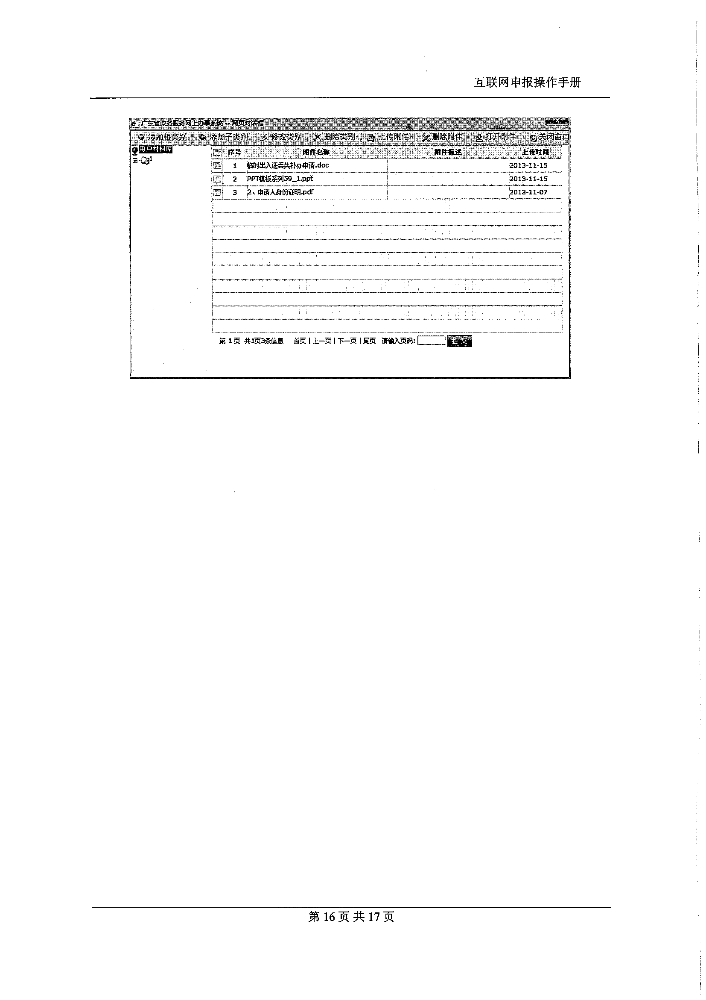 互联网申报操作手册
广东省政务服务网上办事系统 -- 网页对话框
添加根类别 添加子类别 修改类别 删除类别 上传附件 删除附件 打开附件 关闭窗口
用户材料库
1
序号 附件名称 附件描述 上传时间
1 临时出入证丢失补办申请.doc 2013-11-15
2 PPT模板系列59_1.ppt 2013-11-15
3 2、申请人身份证明.pdf 2013-11-07
第 1 页 共1页3条信息 首页 | 上一页 | 下一页 | 尾页 请输入页码: 提 交
第 16 页 共 17 页